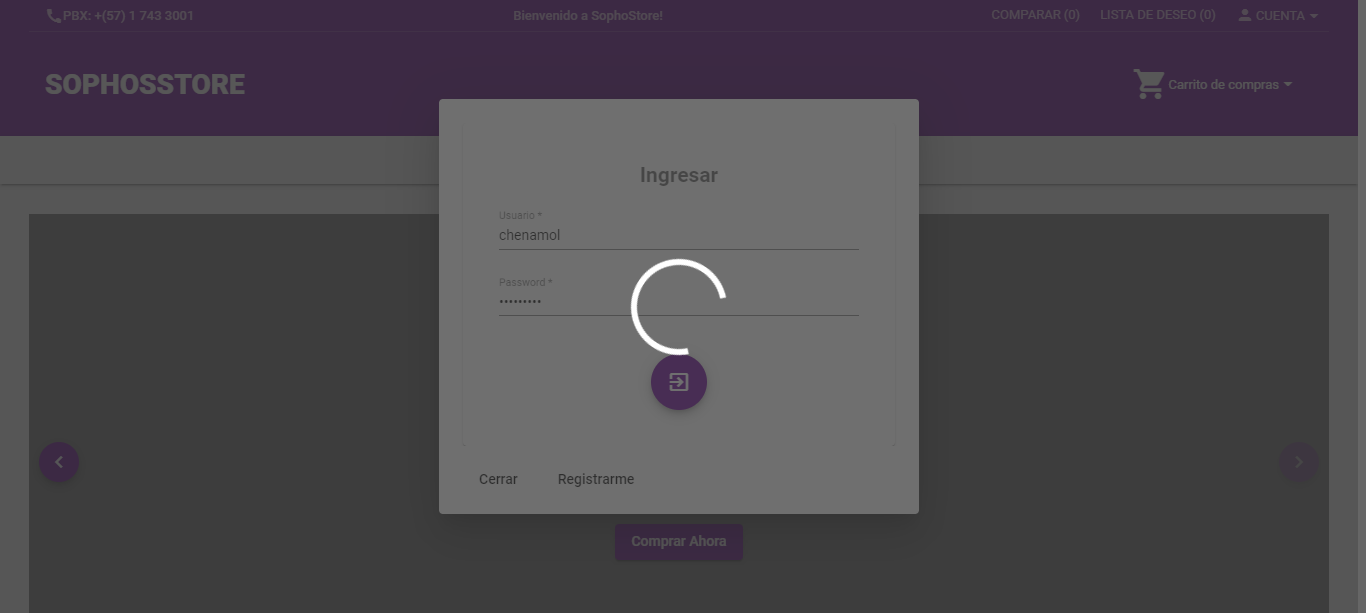 PBX: +(57) 1 743 3001
Bienvenido a SophoStore!
COMPARAR (0)
LISTA DE DESEO (0)
CUENTA
SOPHOSSTORE
Carrito de compras
Ingresar
Usuario *
chenamol
Password *
•••••••••
Cerrar
Registrarme
Comprar Ahora